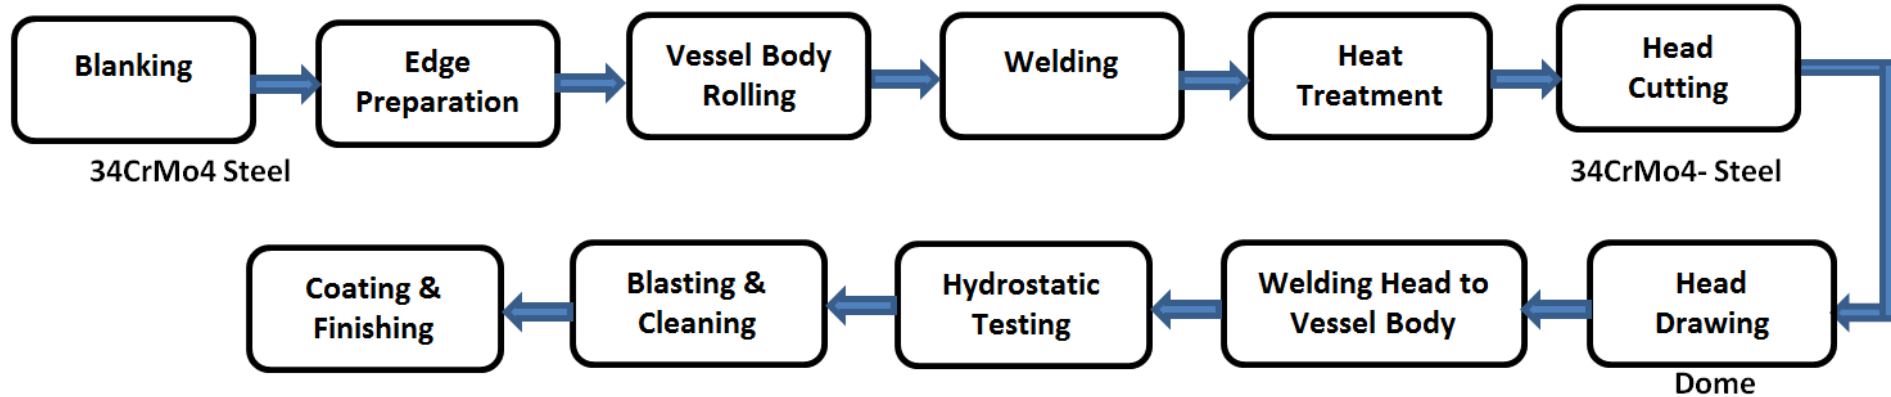 Blanking
Edge
Preparation
Vessel Body
Rolling
Welding
Heat
Treatment
Head
Cutting
34CrMo4 Steel
34CrMo4- Steel
Coating &
Finishing
Blasting &
Cleaning
Hydrostatic
Testing
Welding Head to
Vessel Body
Head
Drawing
Dome